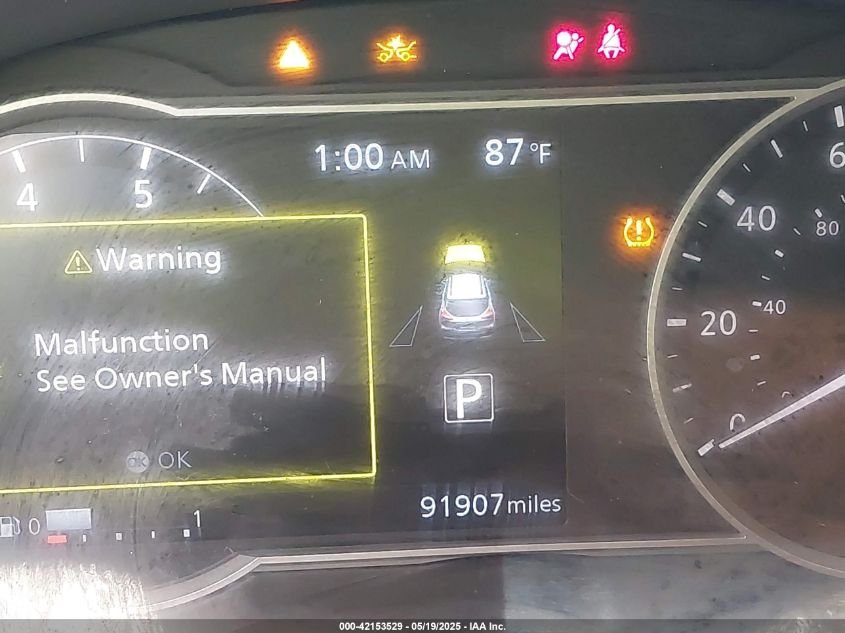 1:00 AM 87 °F
4 5
6
40
80
Warning
Malfunction
See Owner's Manual
40
20
P
0
OK
91907 miles
0 1
000-42153529 - 05/19/2025 - IAA Inc.